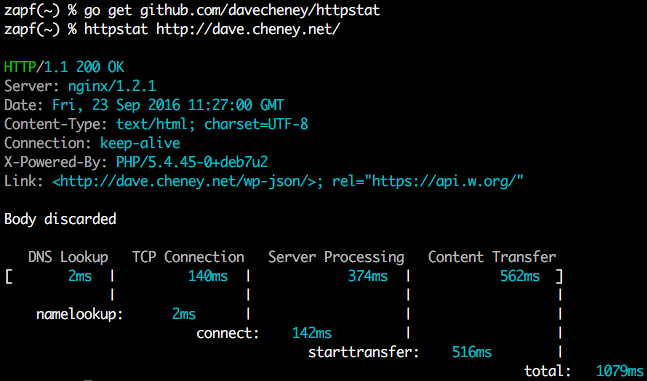 zapf(~) % go get github.com/davecheney/httpstat
zapf(~) % httpstat http://dave.cheney.net/
HTTP/1.1 200 OK
Server: nginx/1.2.1
Date: Fri, 23 Sep 2016 11:27:00 GMT
Content-Type: text/html; charset=UTF-8
Connection: keep-alive
X-Powered-By: PHP/5.4.45-0+deb7u2
Link: <http://dave.cheney.net/wp-json/>; rel="https://api.w.org/"
Body discarded
DNS Lookup TCP Connection Server Processing Content Transfer
[ 2ms | 140ms | 374ms | 562ms ]
| | | |
namelookup: 2ms | | |
connect: 142ms | |
starttransfer: 516ms |
total: 1079ms